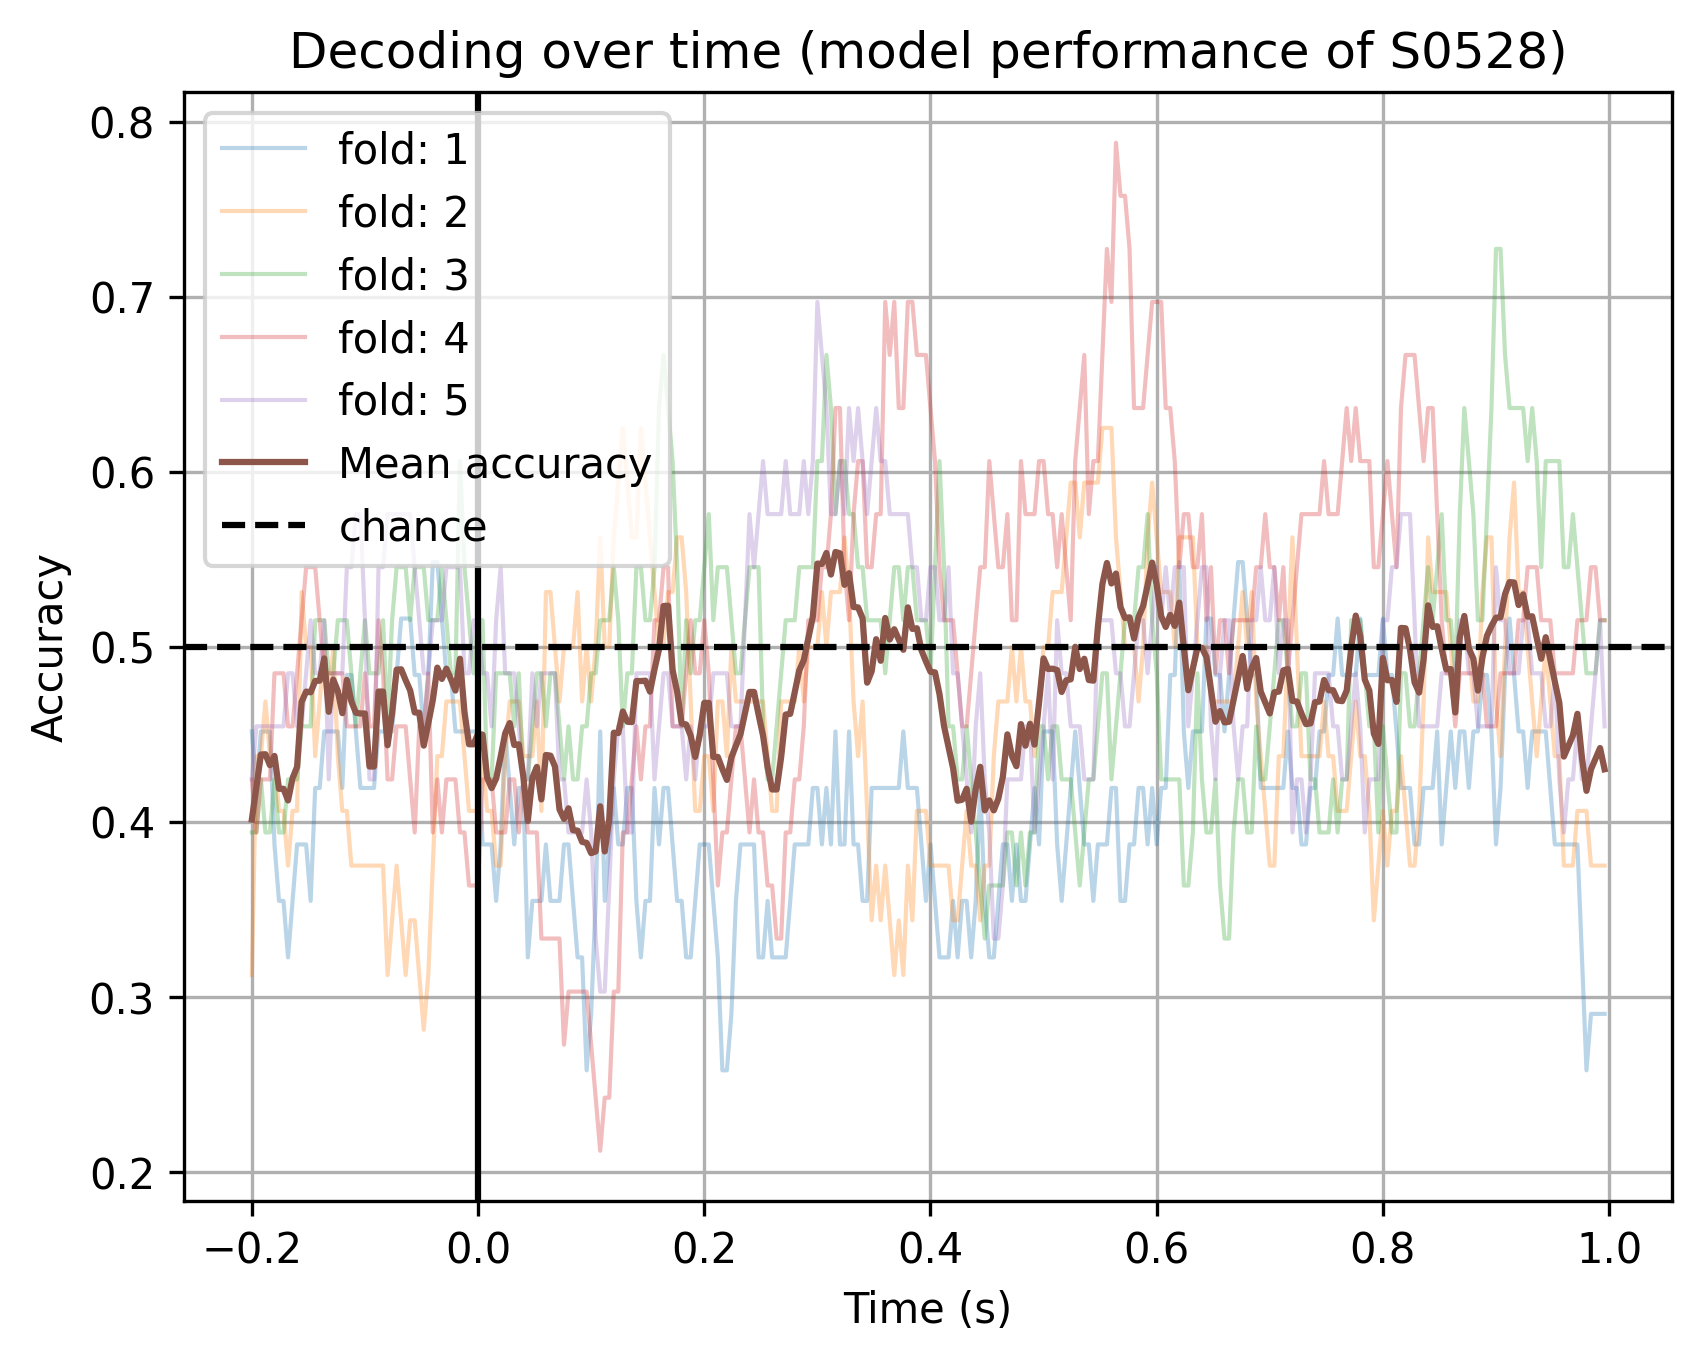 Decoding over time (model performance of S0528)
0.8
0.7
0.6
0.5
0.4
0.3
0.2
Accuracy
fold: 1
fold: 2
fold: 3
fold: 4
fold: 5
Mean accuracy
chance
−0.2 0.0 0.2 0.4 0.6 0.8 1.0
Time (s)